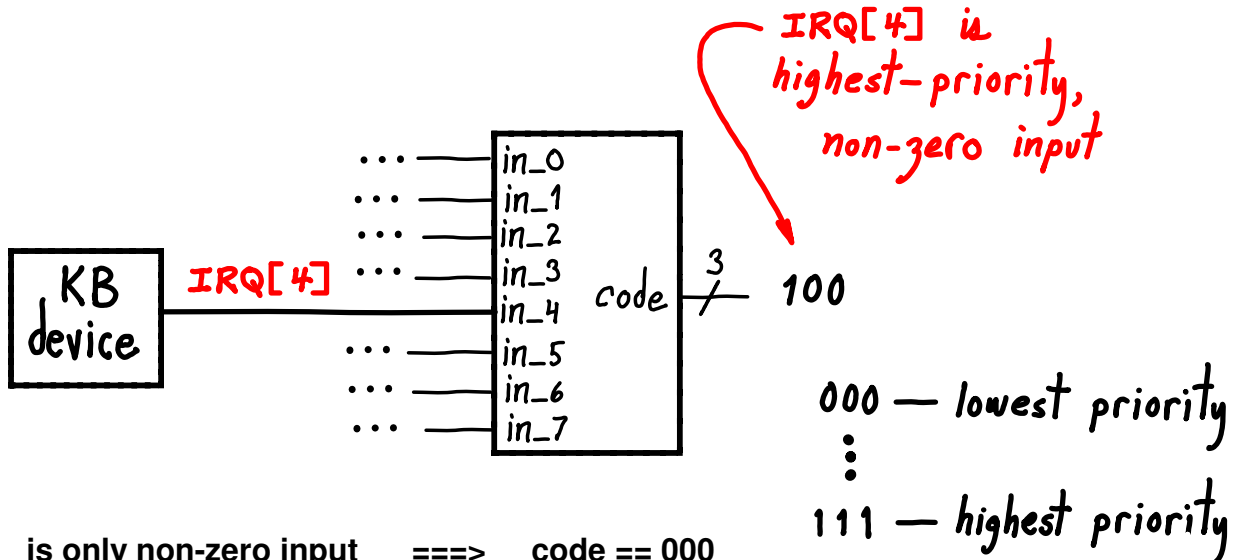 IRQ[4] is
highest-priority,
non-zero input
... in_0
... in_1
... in_2
... in_3
in_4
... in_5
... in_6
... in_7
KB
device
IRQ[4]
code
3
100
000 — lowest priority
⋮
111 — highest priority
is only non-zero input ===> code == 000